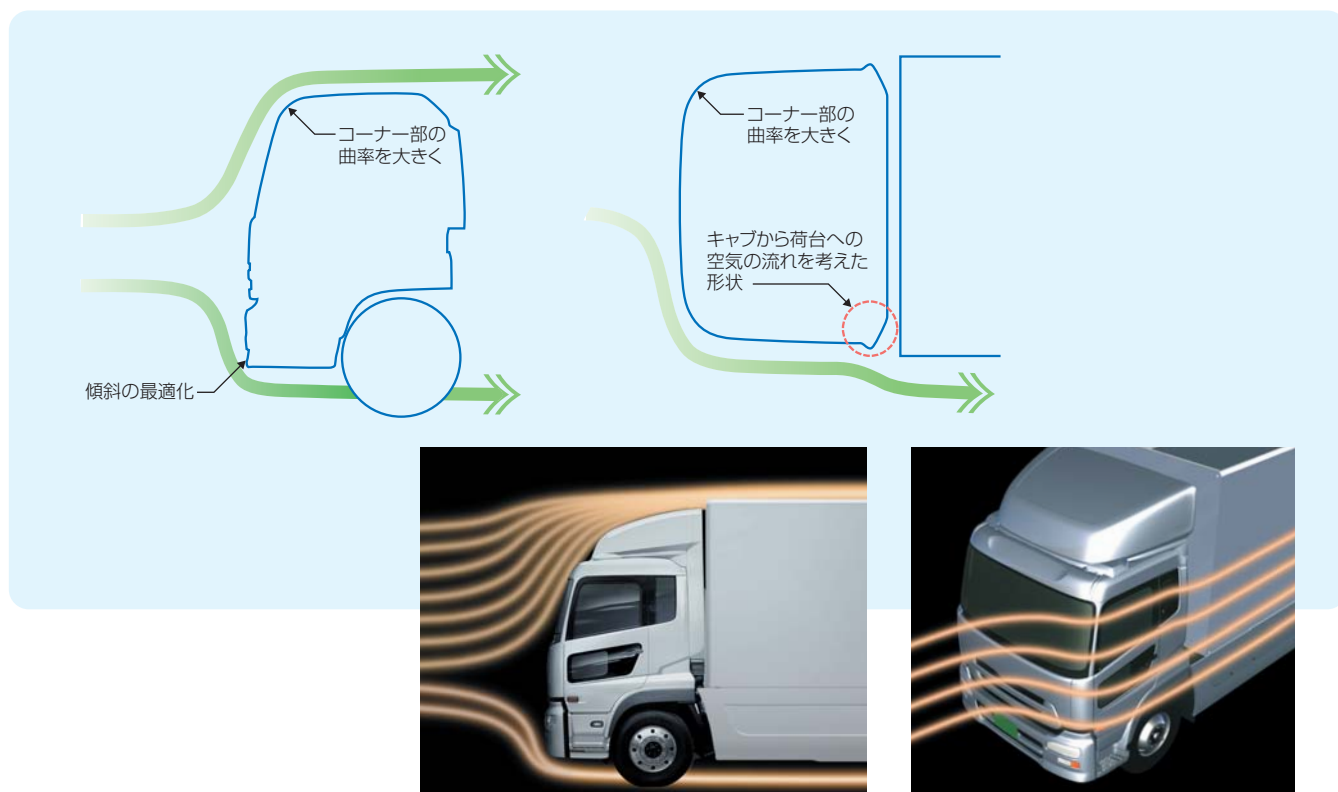 コーナー部の
曲率を大きく
傾斜の最適化
コーナー部の
曲率を大きく
キャブから荷台への
空気の流れを考えた
形状